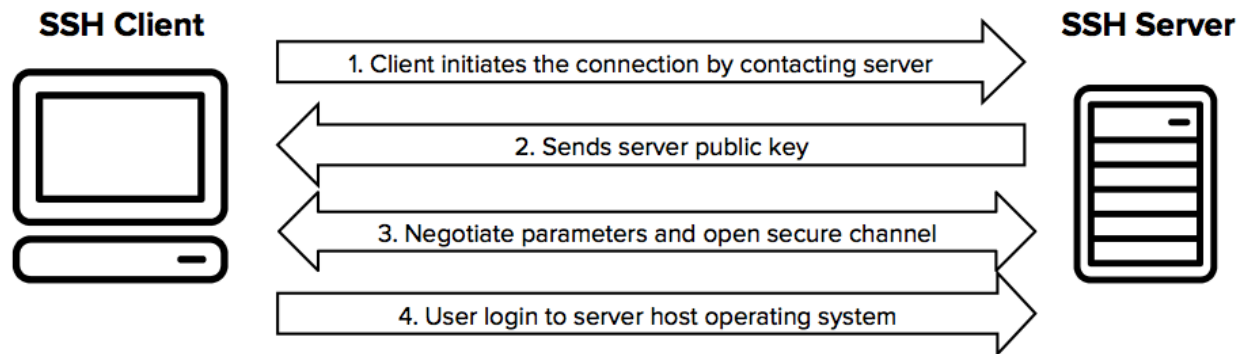 SSH Client
SSH Server
1. Client initiates the connection by contacting server
2. Sends server public key
3. Negotiate parameters and open secure channel
4. User login to server host operating system